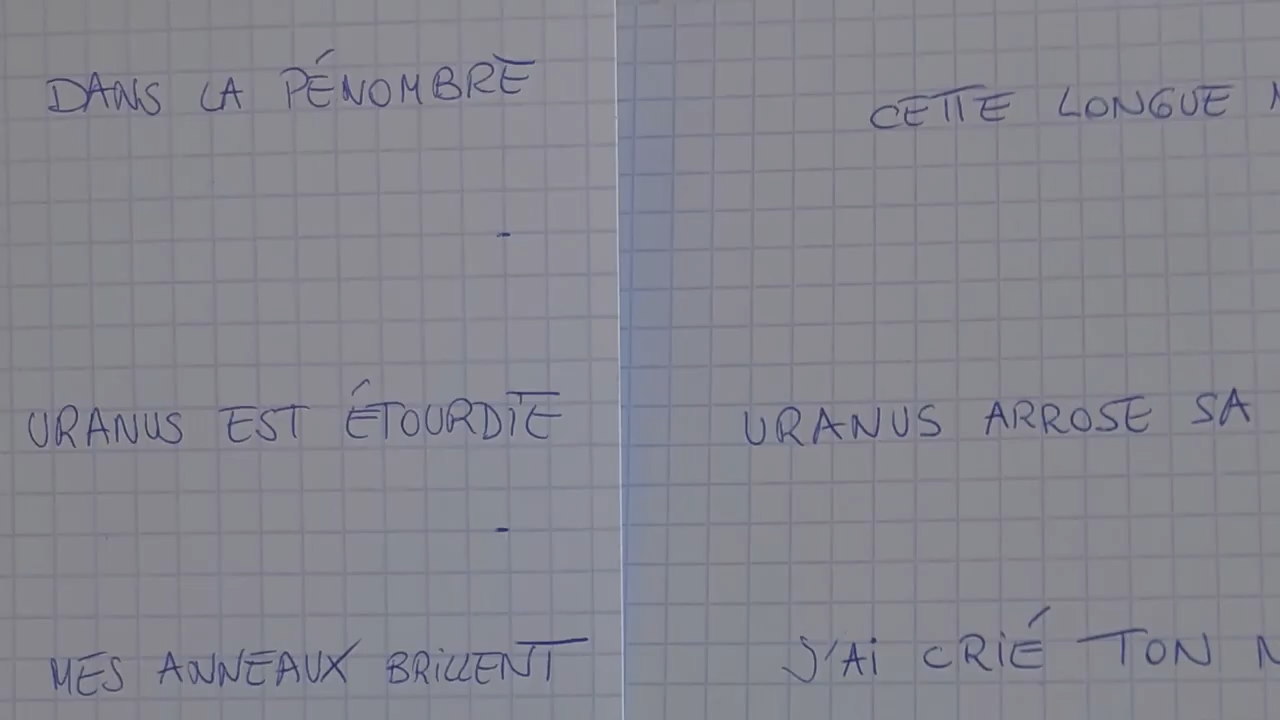 DANS LA PÉNOMBRE
URANUS EST ÉTOURDIE
MES ANNEAUX BRILLENT
CETTE LONGUE
URANUS ARROSE SA
J'AI CRIÉ TON